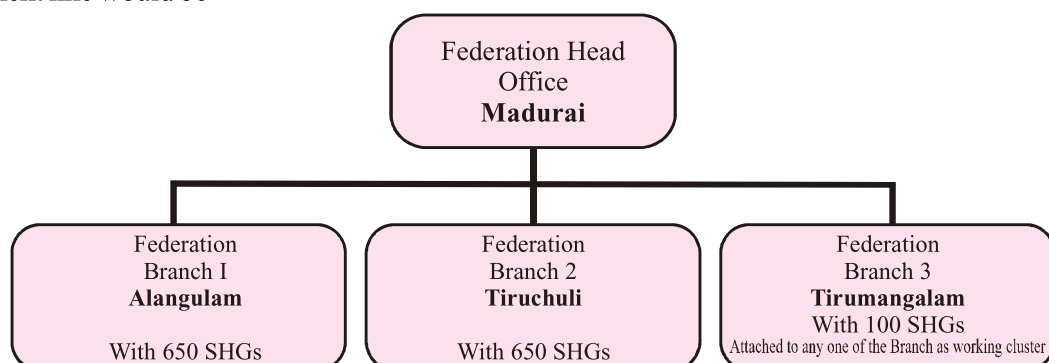 Federation Head
Office
Madurai
Federation
Branch I
Alangulam
With 650 SHGs
Federation
Branch 2
Tiruchuli
With 650 SHGs
Federation
Branch 3
Tirumangalam
With 100 SHGs
Attached to any one of the Branch as working cluster